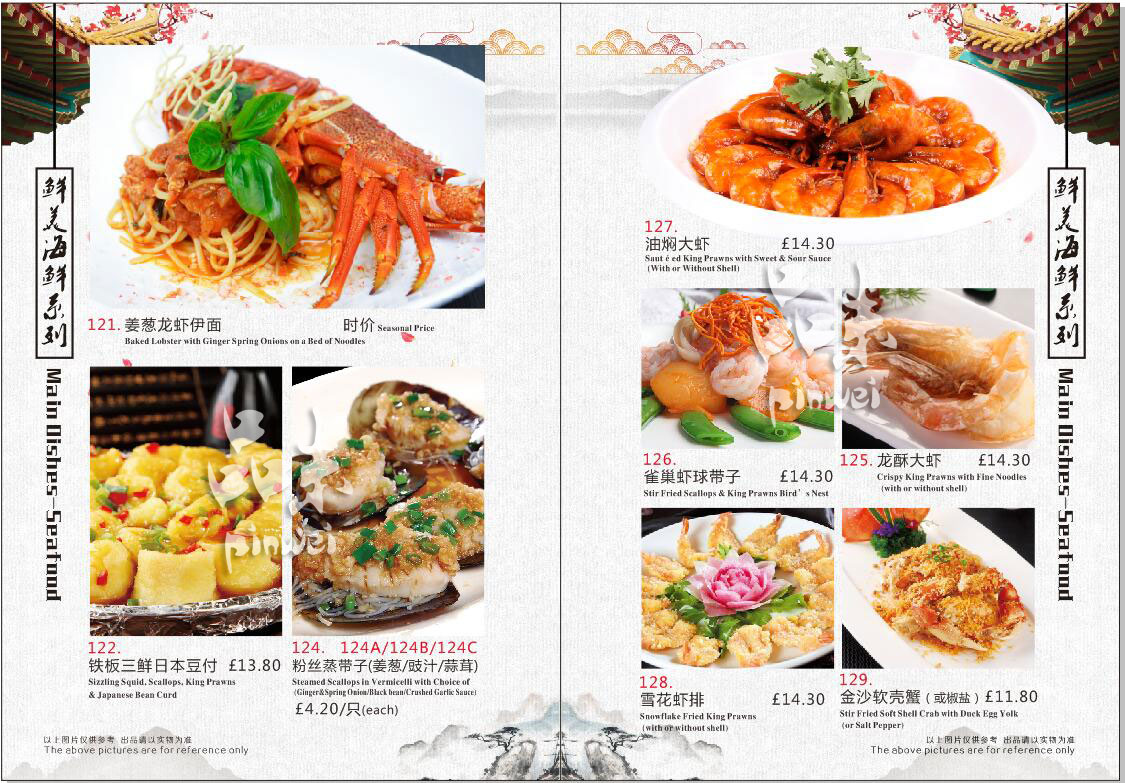 鲜美海鲜系列
Main Dishes-Seafood
121. 姜葱龙虾伊面 时价 Seasonal Price
Baked Lobster with Ginger Spring Onions on a Bed of Noodles
品味
pinwei
122.
铁板三鲜日本豆付 £13.80
Sizzling Squid, Scallops, King Prawns
& Japanese Bean Curd
124. 124A/124B/124C
粉丝蒸带子(姜葱/豉汁/蒜茸)
Steamed Scallops in Vermicelli with Choice of
(Ginger&Spring Onion/Black bean/Crushed Garlic Sauce)
£4.20/只(each)
以上图片仅供参考 出品请以实物为准
The above pictures are for reference only
127.
油焖大虾 £14.30
Saut é ed King Prawns with Sweet & Sour Sauce
(With or Without Shell)
品味
pinwei
126.
雀巢虾球带子 £14.30
Stir Fried Scallops & King Prawns Bird's Nest
125. 龙酥大虾 £14.30
Crispy King Prawns with Fine Noodles
(with or without shell)
128.
雪花虾排 £14.30
Snowflake Fried King Prawns
(with or without shell)
129.
金沙软壳蟹 ( 或椒盐 ) £11.80
Stir Fried Soft Shell Crab with Duck Egg Yolk
(or Salt Pepper)
鲜美海鲜系列
Main Dishes-Seafood
以上图片仅供参考 出品请以实物为准
The above pictures are for reference only